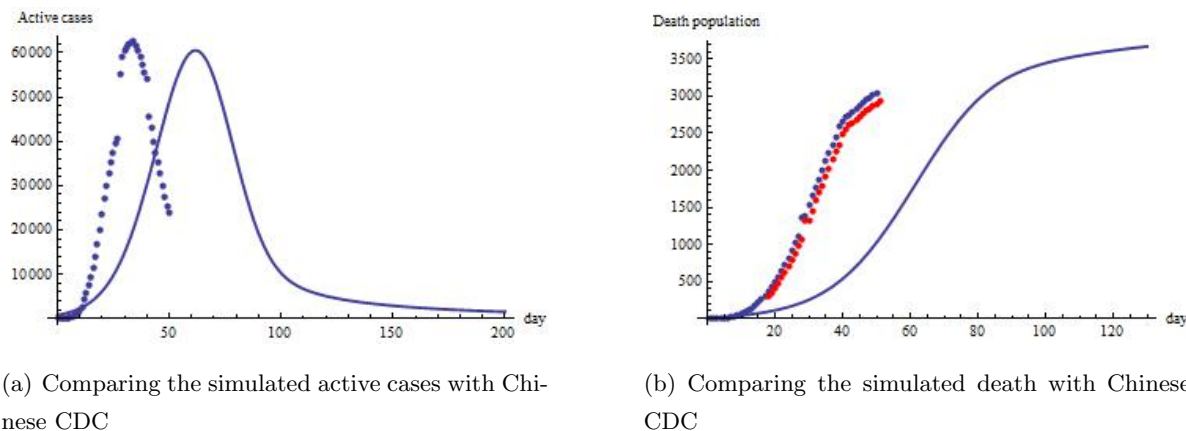 Active cases
60000
50000
40000
30000
20000
10000
50
100
150
200
day
(a) Comparing the simulated active cases with Chi-
nese CDC
Death population
3500
3000
2500
2000
1500
1000
500
20
40
60
80
100
120
day
(b) Comparing the simulated death with Chinese
CDC